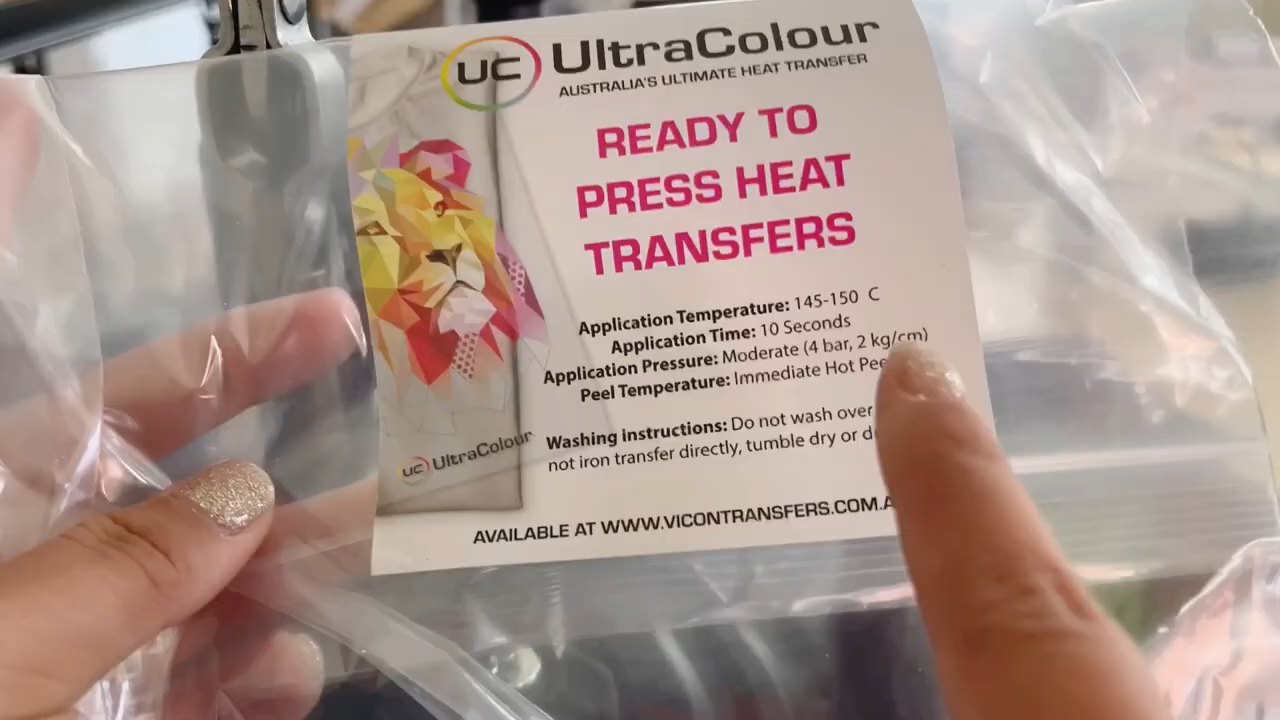 UC UltraColour
AUSTRALIA'S ULTIMATE HEAT TRANSFER
READY TO
PRESS HEAT
TRANSFERS
Application Temperature: 145-150 C
Application Time: 10 Seconds
Application Pressure: Moderate (4 bar, 2 kg/cm)
Peel Temperature: Immediate Hot Pee
Washing instructions: Do not wash over
not iron transfer directly, tumble dry or d
UC UltraColour
AVAILABLE AT WWW.VICONTRANSFERS.COM.A